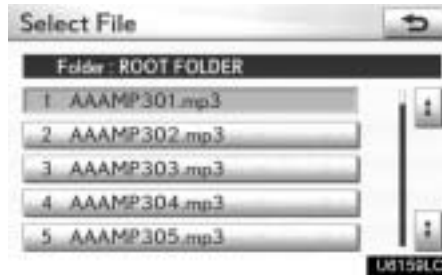 Select File
Folder : ROOT FOLDER
1 AAAMP301.mp3
2 AAAMP302.mp3
3 AAAMP303.mp3
4 AAAMP304.mp3
5 AAAMP305.mp3
U6159LC